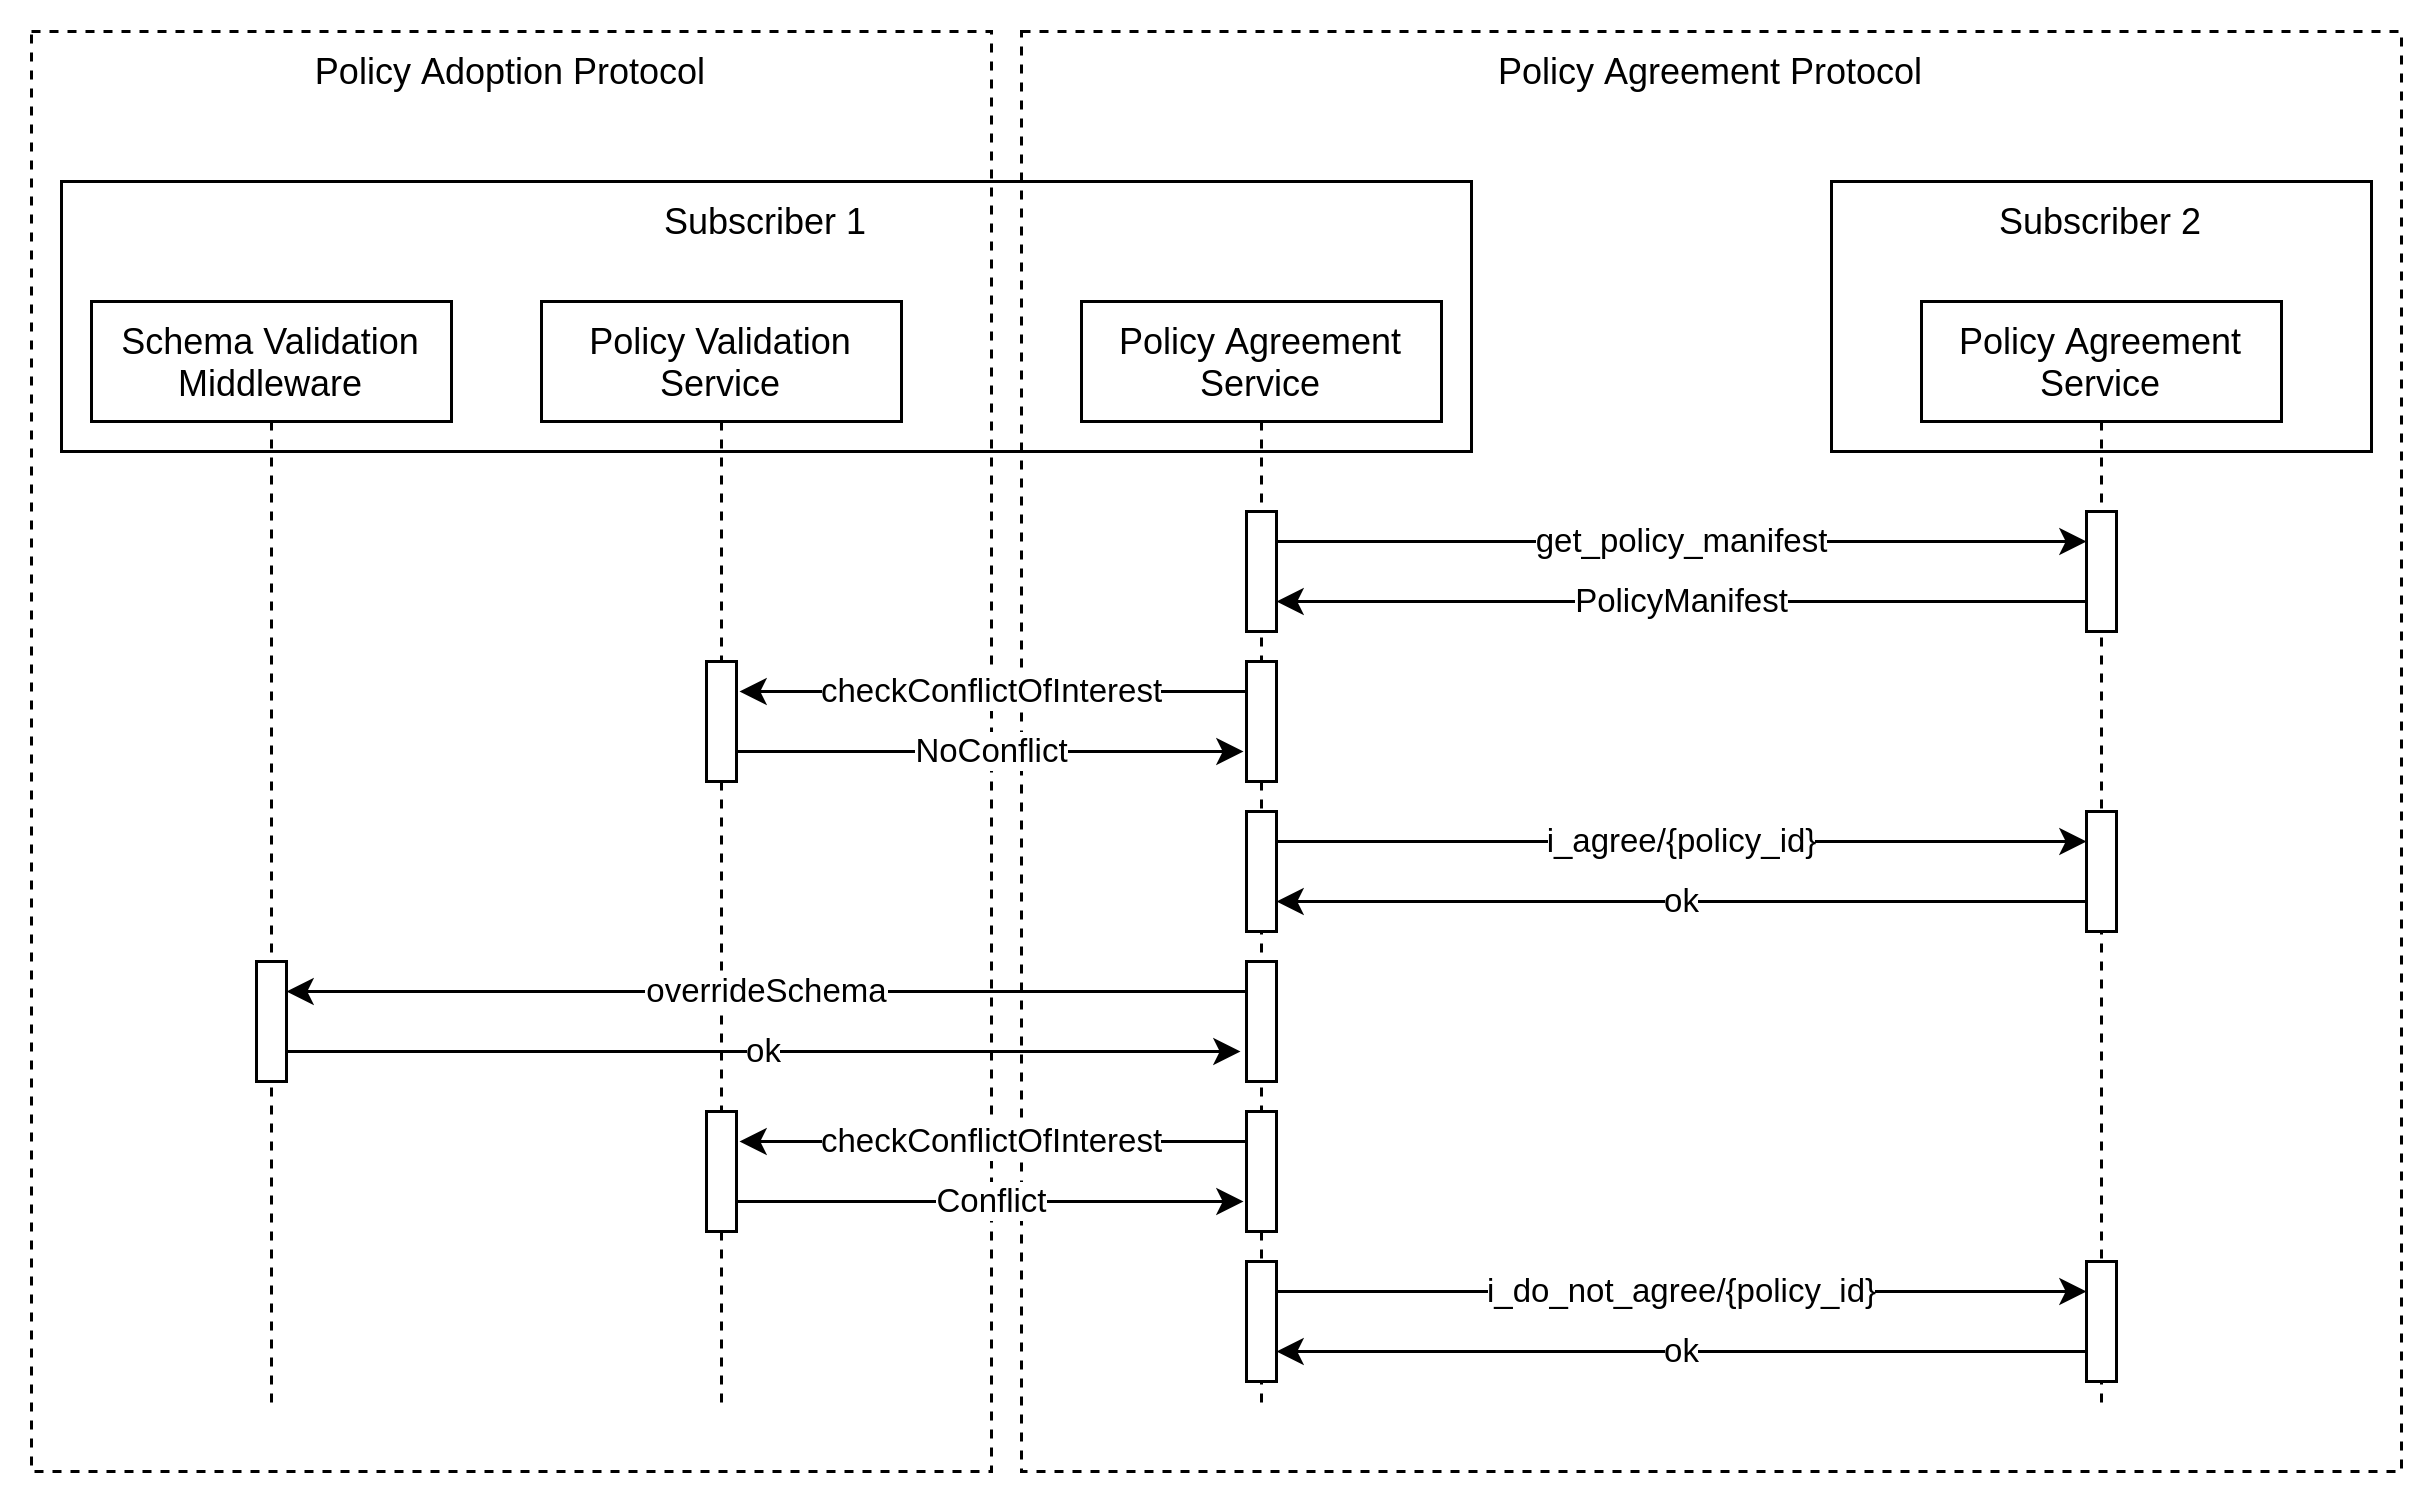 Policy Adoption Protocol
Policy Agreement Protocol
Subscriber 1
Subscriber 2
Schema Validation
Middleware
Policy Validation
Service
Policy Agreement
Service
Policy Agreement
Service
get_policy_manifest
PolicyManifest
checkConflictOfInterest
NoConflict
i_agree/{policy_id}
ok
overrideSchema
ok
checkConflictOfInterest
Conflict
i_do_not_agree/{policy_id}
ok